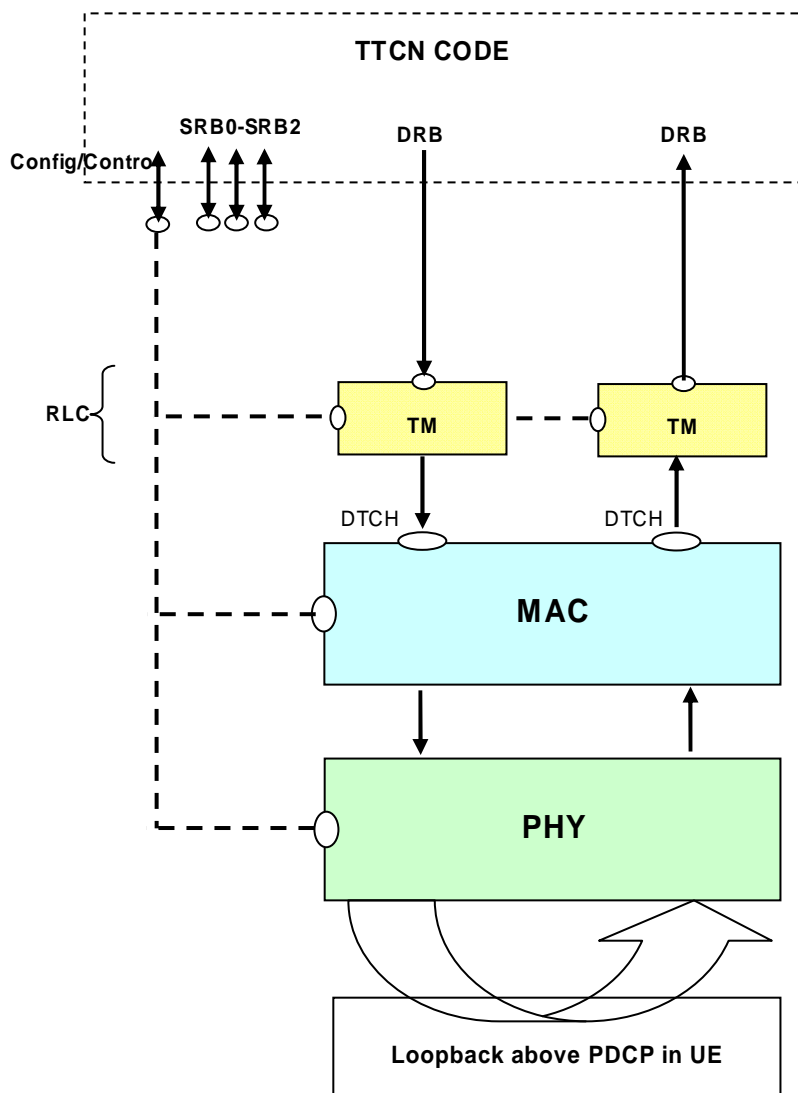 TTCN CODE
SRB0-SRB2
DRB
DRB
Config/Contro
RLC
TM
TM
DTCH
DTCH
MAC
PHY
Loopback above PDCP in UE